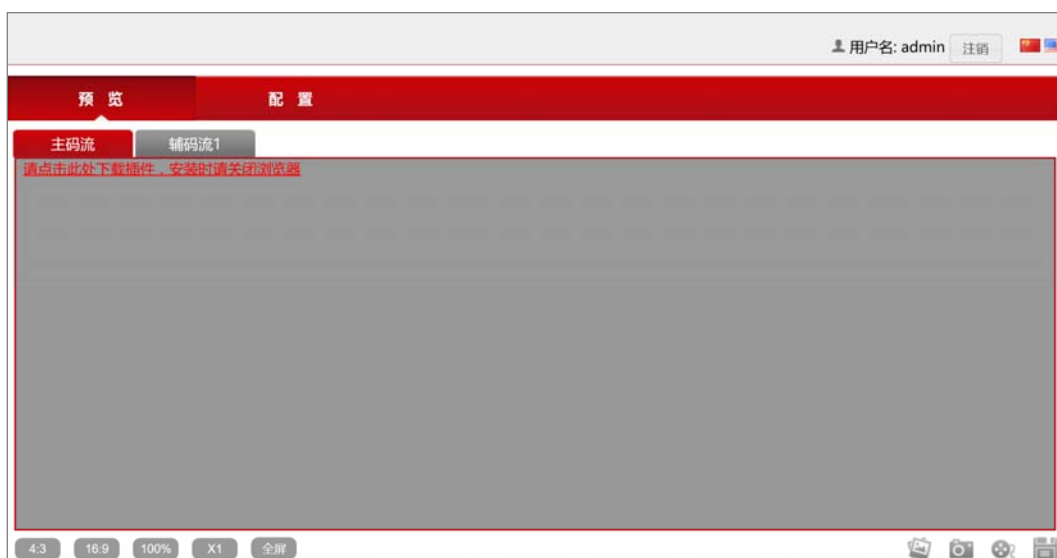 用户名: admin 注销
预 览 配 置
主码流 辅码流1
请点击此处下载插件，安装时请关闭浏览器
4:3 16:9 100% X1 全屏